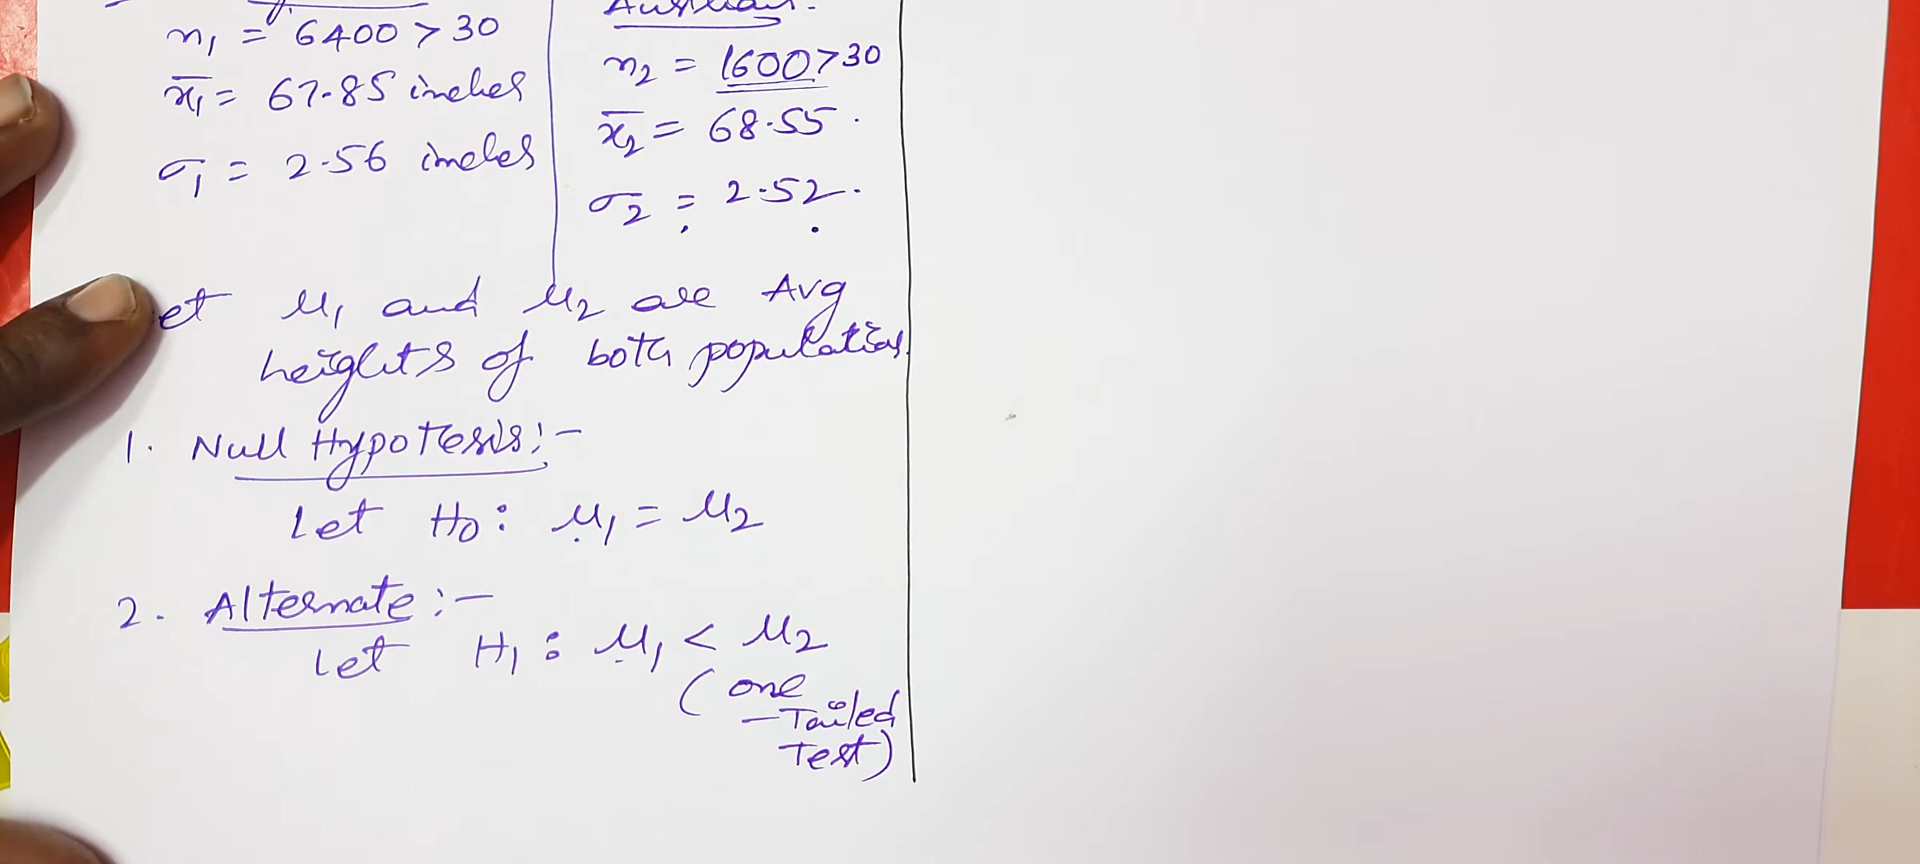 n₁ = 6400 > 30
x̄₁ = 67.85 inches
σ₁ = 2.56 inches
n₂ = 1600 > 30
x̄₂ = 68.55.
σ₂ = 2.52.
et μ₁ and μ₂ are Avg
heights of both populations
1. Null Hypotesis:-
Let H₀: μ₁ = μ₂
2. Alternate:-
Let H₁: μ₁ < μ₂
(one
-Tailed
Test)